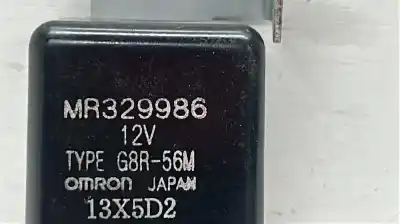 MR329986
12V
TYPE G8R-56M
OMRON JAPAN
13X5D2